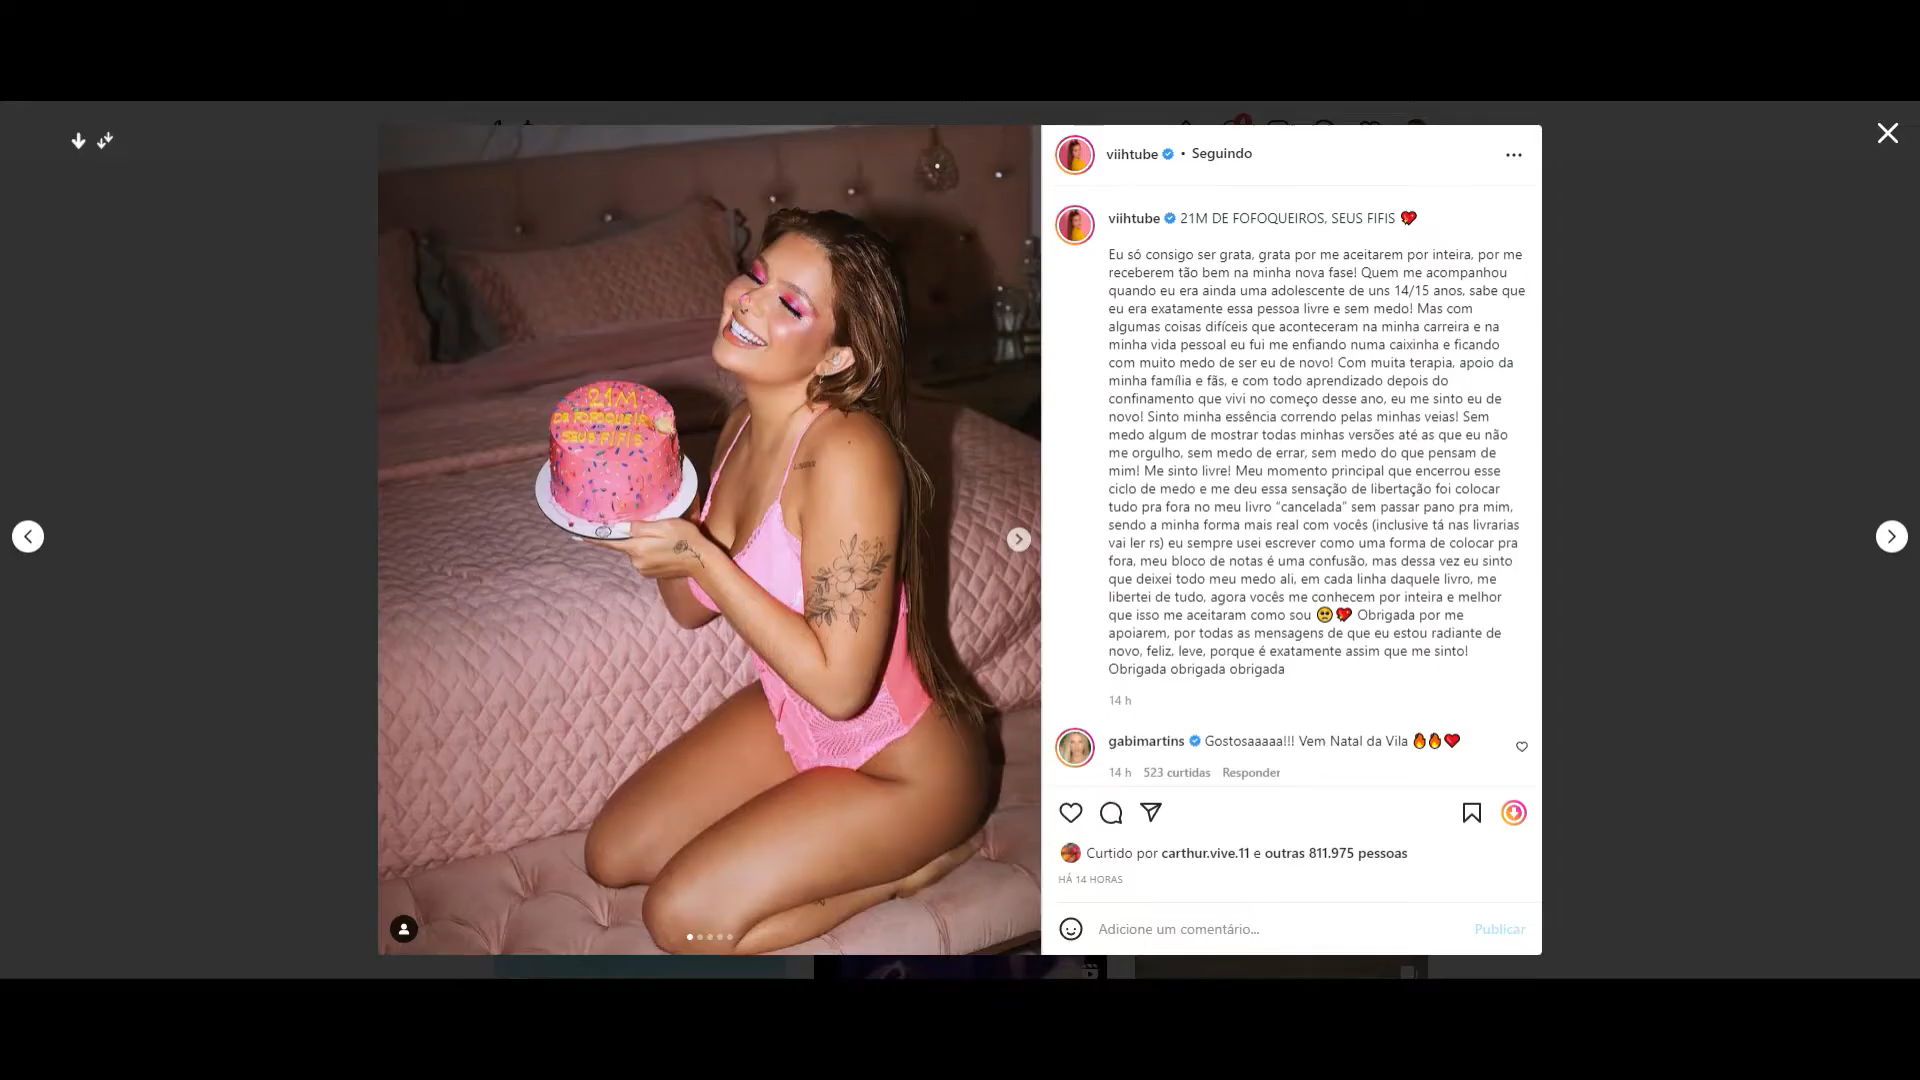 21M
DE FOFOQUEIROS
SEUS FIFIS
viihtube • Seguindo
viihtube 21M DE FOFOQUEIROS, SEUS FIFIS 💖
Eu só consigo ser grata, grata por me aceitarem por inteira, por me
receberem tão bem na minha nova fase! Quem me acompanhou
quando eu era ainda uma adolescente de uns 14/15 anos, sabe que
eu era exatamente essa pessoa livre e sem medo! Mas com
algumas coisas difíceis que aconteceram na minha carreira e na
minha vida pessoal eu fui me enfiando numa caixinha e ficando
com muito medo de ser eu de novo! Com muita terapia, apoio da
minha família e fãs, e com todo aprendizado depois do
confinamento que vivi no começo desse ano, eu me sinto eu de
novo! Sinto minha essência correndo pelas minhas veias! Sem
medo algum de mostrar todas minhas versões até as que eu não
me orgulho, sem medo de errar, sem medo do que pensam de
mim! Me sinto livre! Meu momento principal que encerrou esse
ciclo de medo e me deu essa sensação de libertação foi colocar
tudo pra fora no meu livro “cancelada” sem passar pano pra mim,
sendo a minha forma mais real com vocês (inclusive tá nas livrarias
vai ler rs) eu sempre usei escrever como uma forma de colocar pra
fora, meu bloco de notas é uma confusão, mas dessa vez eu sinto
que deixei todo meu medo ali, em cada linha daquele livro, me
libertei de tudo, agora vocês me conhecem por inteira e melhor
que isso me aceitaram como sou 🥺💖 Obrigada por me
apoiarem, por todas as mensagens de que eu estou radiante de
novo, feliz, leve, porque é exatamente assim que me sinto!
Obrigada obrigada obrigada
14 h
gabimartins Gostosaaaaa!!! Vem Natal da Vila 🔥🔥❤️
14 h 523 curtidas Responder
Curtido por carthur.vive.11 e outras 811.975 pessoas
HÁ 14 HORAS
Adicione um comentário...
Publicar